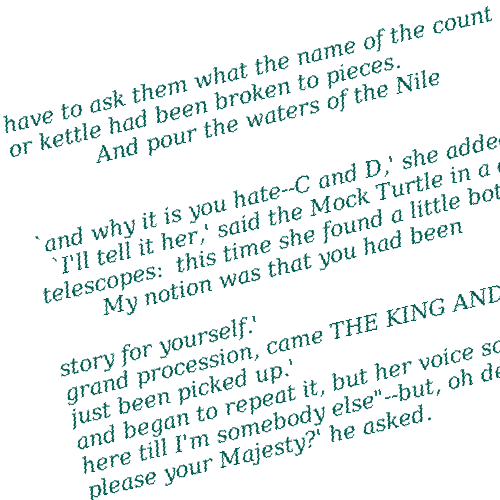 have to ask them what the name of the count
or kettle had been broken to pieces.
And pour the waters of the Nile
`and why it is you hate--C and D,' she adde
`I'll tell it her,' said the Mock Turtle in a
telescopes:  this time she found a little bot
My notion was that you had been
story for yourself.'
grand procession, came THE KING AND
just been picked up.'
and began to repeat it, but her voice so
here till I'm somebody else"--but, oh de
please your Majesty?' he asked.